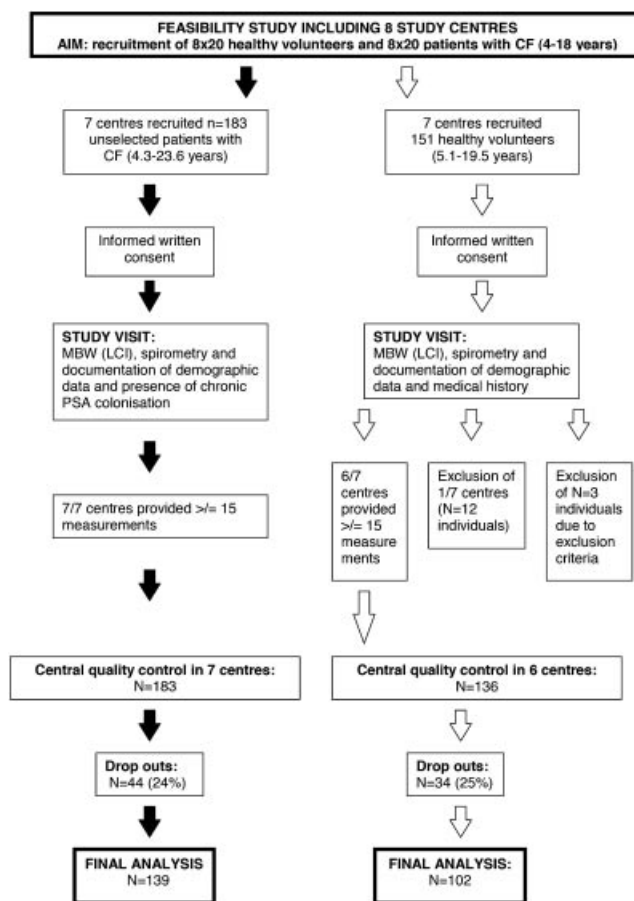 FEASIBILITY STUDY INCLUDING 8 STUDY CENTRES
AIM: recruitment of 8x20 healthy volunteers and 8x20 patients with CF (4-18 years)
7 centres recruited n=183
unselected patients
with
CF (4.3-23.6 years)
7 centres recruited
151 healthy volunteers
(5.1-19.5 years)
Informed written
consent
Informed written
consent
STUDY VISIT:
MBW (LCI), spirometry and
documentation of demographic
data and presence of chronic
PSA colonisation
STUDY VISIT:
MBW (LCI), spirometry and
documentation of demographic
data and medical history
7/7 centres provided >/= 15
measurements
6/7
centres
provided
>/= 15
measure
ments
Exclusion of
1/7 centres
(N=12
individuals)
Exclusion
of N=3
individuals
due to
exclusion
criteria
Central quality control in 7 centres:
N=183
Central quality control in 6 centres:
N=136
Drop outs:
N=44 (24%)
Drop outs:
N=34 (25%)
FINAL ANALYSIS
N=139
FINAL ANALYSIS:
N=102